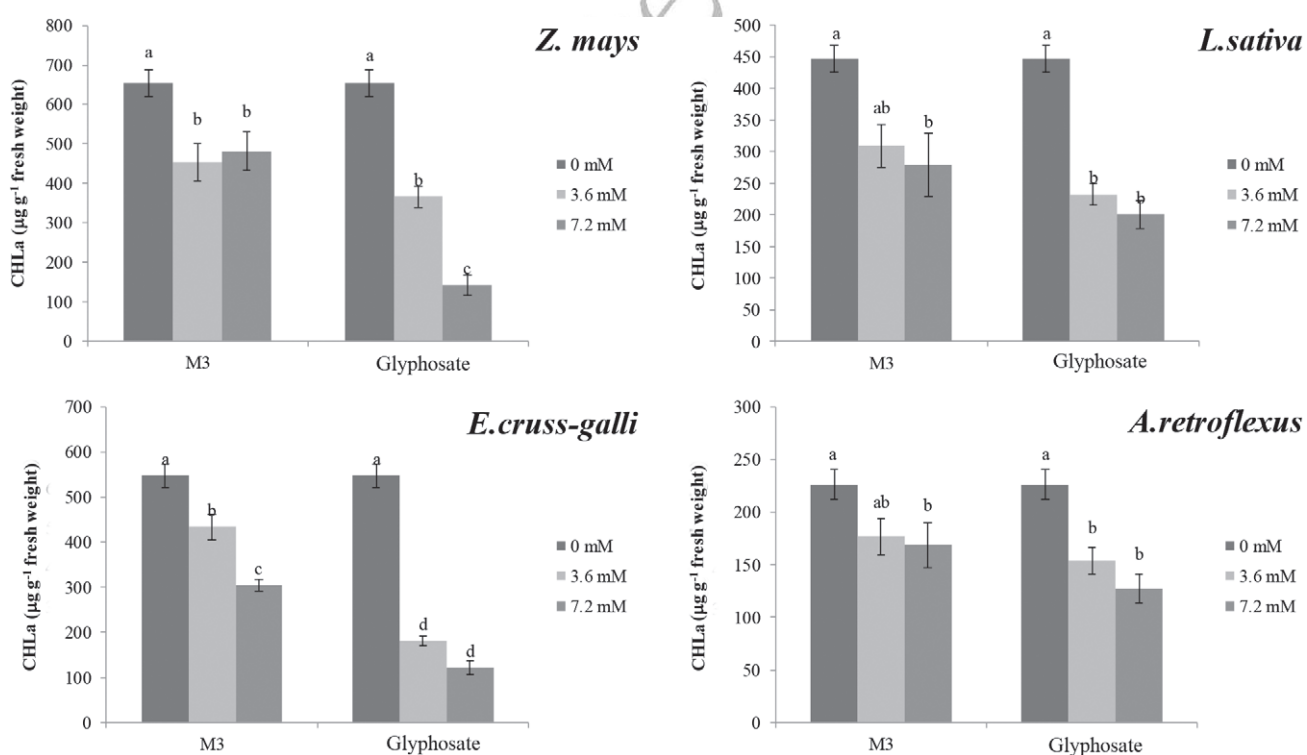 Z. mays
CHLa (µg g⁻¹ fresh weight)
800
700
600
500
400
300
200
100
0
a
b
b
a
b
c
M3
Glyphosate
0 mM
3.6 mM
7.2 mM
L.sativa
CHLa (µg g⁻¹ fresh weight)
500
450
400
350
300
250
200
150
100
50
0
a
ab
b
a
b
b
M3
Glyphosate
0 mM
3.6 mM
7.2 mM
E.cruss-galli
CHLa (µg g⁻¹ fresh weight)
700
600
500
400
300
200
100
0
a
b
c
a
d
d
M3
Glyphosate
0 mM
3.6 mM
7.2 mM
A.retroflexus
CHLa (µg g⁻¹ fresh weight)
300
250
200
150
100
50
0
a
ab
b
a
b
b
M3
Glyphosate
0 mM
3.6 mM
7.2 mM